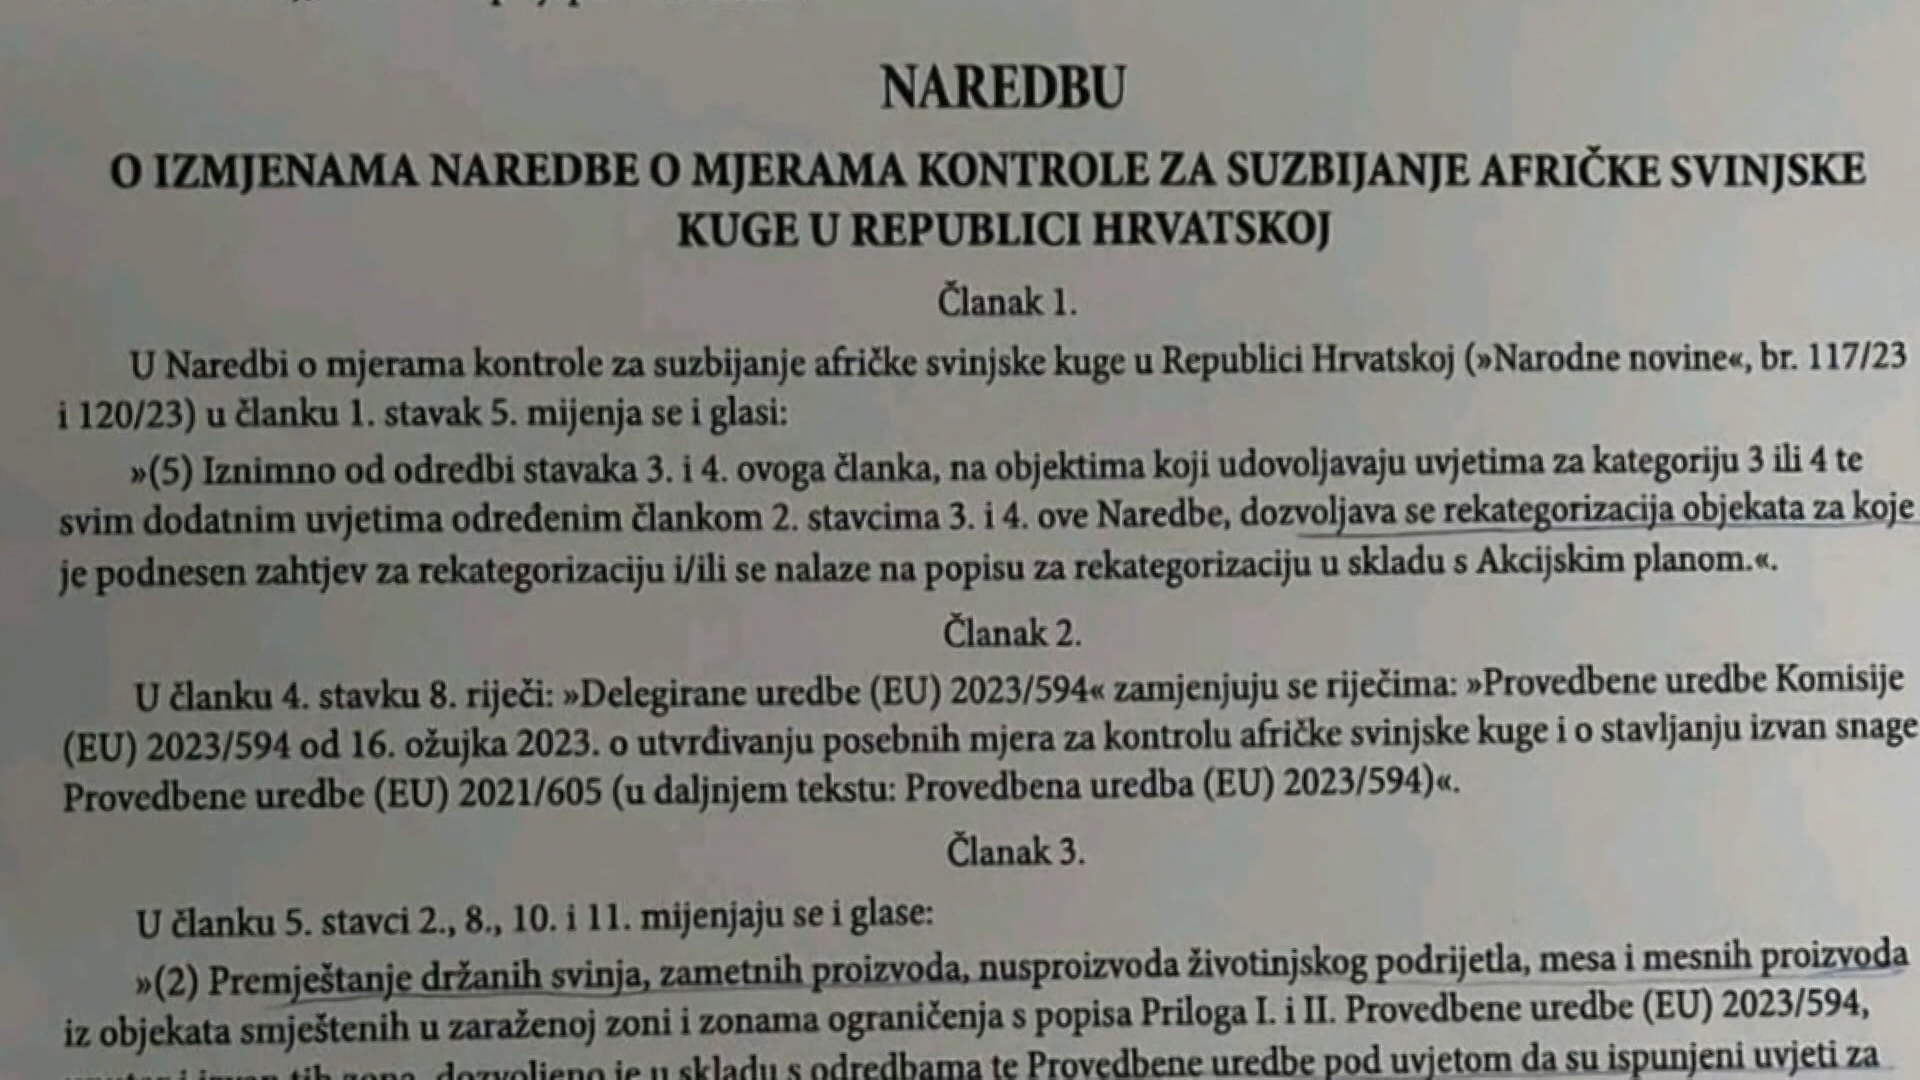 NAREDBU
O IZMJENAMA NAREDBE O MJERAMA KONTROLE ZA SUZBIJANJE AFRIČKE SVINJSKE
KUGE U REPUBLICI HRVATSKOJ
Članak 1.
U Naredbi o mjerama kontrole za suzbijanje afričke svinjske kuge u Republici Hrvatskoj (»Narodne novine«, br. 117/23
i 120/23) u članku 1. stavak 5. mijenja se i glasi:
»(5) Iznimno od odredbi stavaka 3. i 4. ovoga članka, na objektima koji udovoljavaju uvjetima za kategoriju 3 ili 4 te
svim dodatnim uvjetima određenim člankom 2. stavcima 3. i 4. ove Naredbe, dozvoljava se rekategorizacija objekata za koje
je podnesen zahtjev za rekategorizaciju i/ili se nalaze na popisu za rekategorizaciju u skladu s Akcijskim planom.«.
Članak 2.
U članku 4. stavku 8. riječi: »Delegirane uredbe (EU) 2023/594« zamjenjuju se riječima: »Provedbene uredbe Komisije
(EU) 2023/594 od 16. ožujka 2023. o utvrđivanju posebnih mjera za kontrolu afričke svinjske kuge i o stavljanju izvan snage
Provedbene uredbe (EU) 2021/605 (u daljnjem tekstu: Provedbena uredba (EU) 2023/594)«.
Članak 3.
U članku 5. stavci 2., 8., 10. i 11. mijenjaju se i glase:
»(2) Premještanje držanih svinja, zametnih proizvoda, nusproizvoda životinjskog podrijetla, mesa i mesnih proizvoda
iz objekata smještenih u zaraženoj zoni i zonama ograničenja s popisa Priloga I. i II. Provedbene uredbe (EU) 2023/594,
izvan tih zona, dozvoljeno je u skladu s odredbama te Provedbene uredbe pod uvjetom da su ispunjeni uvjeti za